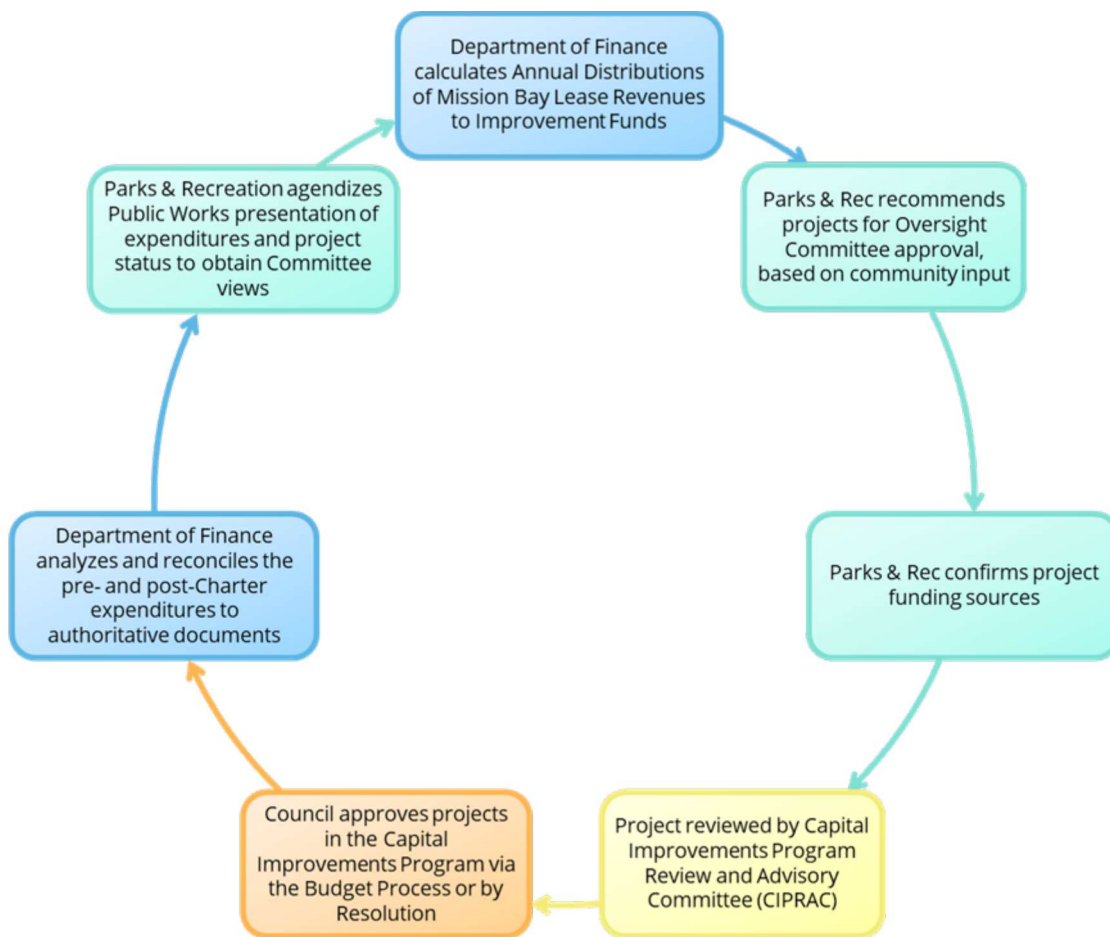 Department of Finance
calculates Annual Distributions
of Mission Bay Lease Revenues
to Improvement Funds
Parks & Rec recommends
projects for Oversight
Committee approval,
based on community input
Parks & Rec confirms project
funding sources
Project reviewed by Capital
Improvements Program
Review and Advisory
Committee (CIPRAC)
Council approves projects
in the Capital
Improvements Program via
the Budget Process or by
Resolution
Department of Finance
analyzes and reconciles the
pre- and post-Charter
expenditures to
authoritative documents
Parks & Recreation agendizes
Public Works presentation of
expenditures and project
status to obtain Committee
views